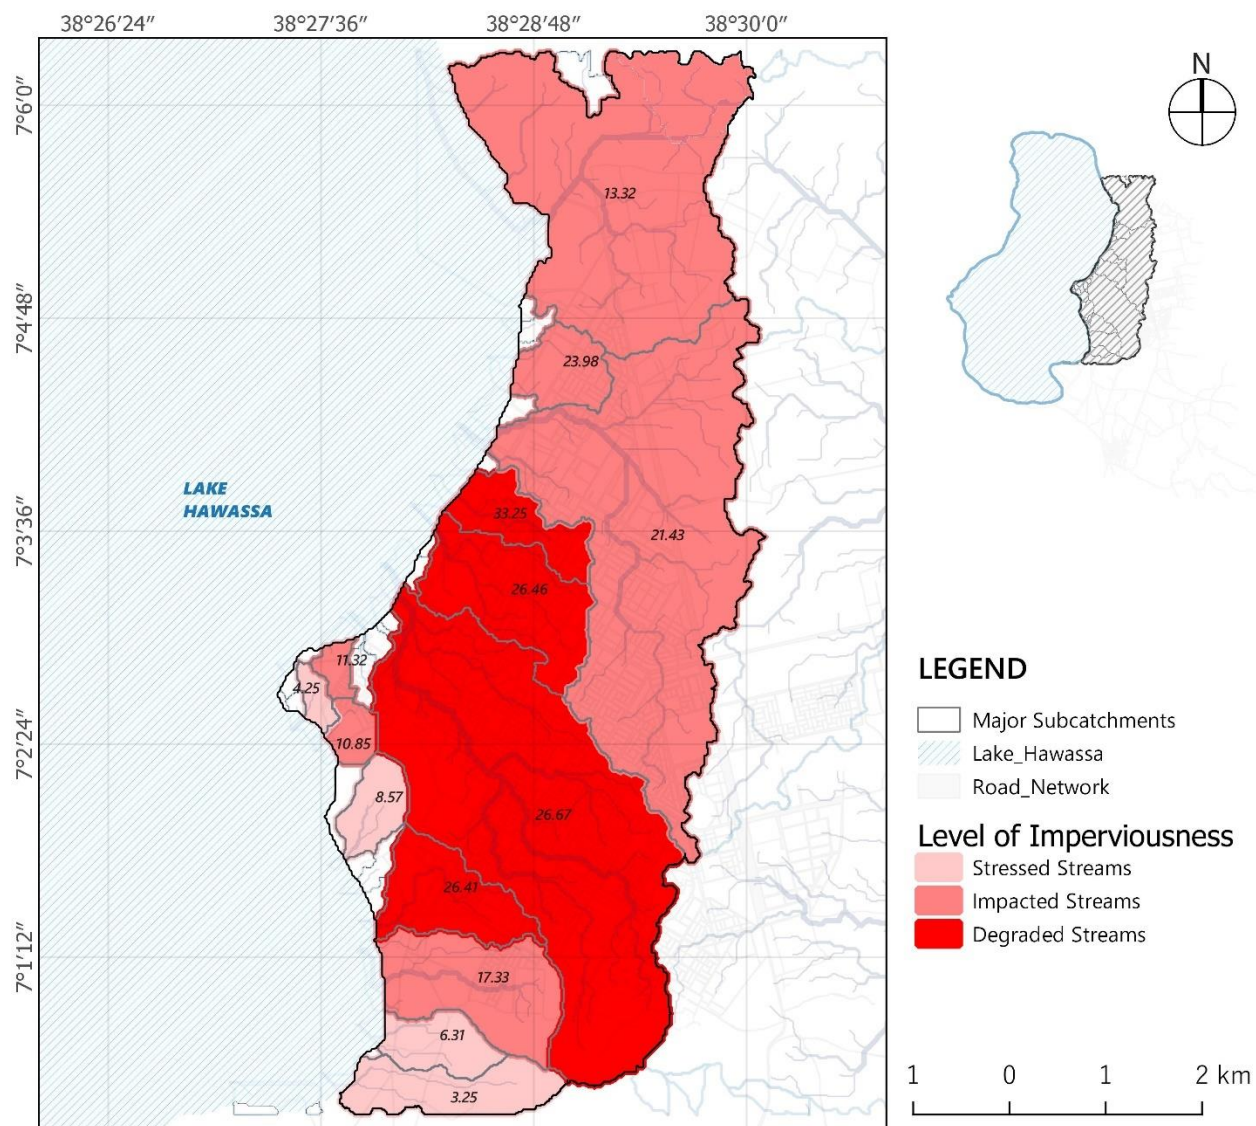 38°26′24″ 38°27′36″ 38°28′48″ 38°30′0″
N
7°6′0″
13.32
7°4′48″
23.98
LAKE
HAWASSA
33.25
7°3′36″
21.43
26.46
11.32
4.25
10.85
7°2′24″
8.57
26.67
26.41
7°1′12″
17.33
6.31
3.25
LEGEND
Major Subcatchments
Lake_Hawassa
Road_Network
Level of Imperviousness
Stressed Streams
Impacted Streams
Degraded Streams
1 0 1 2 km